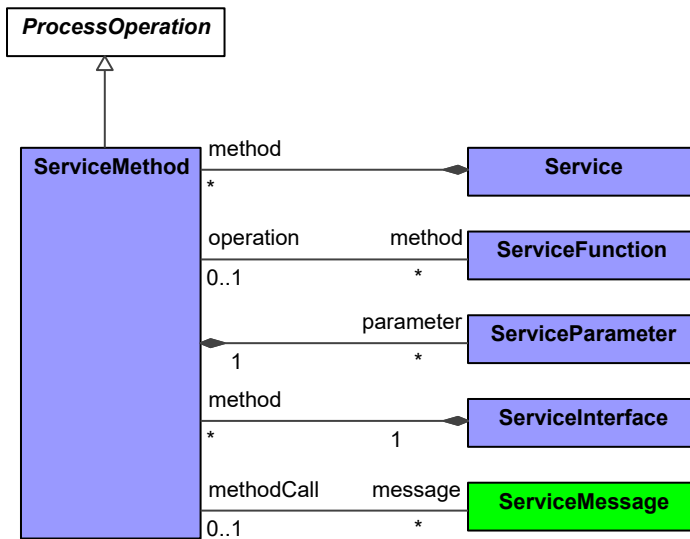 ProcessOperation
ServiceMethod
method
*
Service
operation
method
0..1
*
ServiceFunction
parameter
1
*
ServiceParameter
method
*
1
ServiceInterface
methodCall
message
0..1
*
ServiceMessage